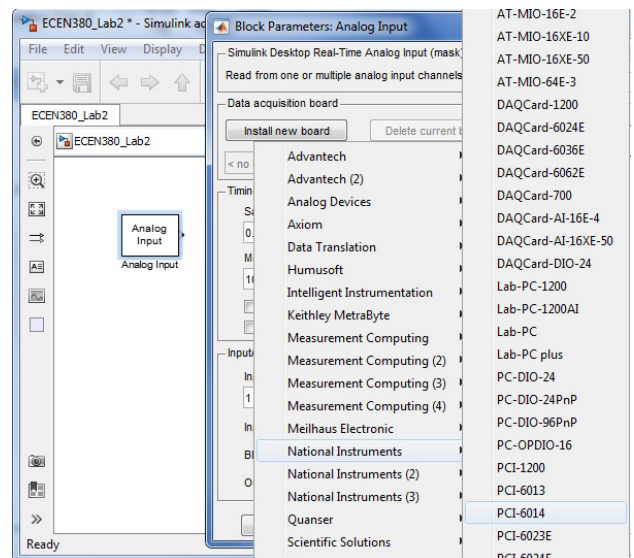 ECEN380_Lab2 * - Simulink ac
File Edit View Display D
ECEN380_Lab2
ECEN380_Lab2
Analog
Input
Analog Input
Ready
Block Parameters: Analog Input
Simulink Desktop Real-Time Analog Input (mask
Read from one or multiple analog input channels
Data acquisition board
Install new board
Delete current b
< no
Timin
Sa
0.
M
10
Input/
In
1
In
Bl
O
Advantech
Advantech (2)
Analog Devices
Axiom
Data Translation
Humusoft
Intelligent Instrumentation
Keithley MetraByte
Measurement Computing
Measurement Computing (2)
Measurement Computing (3)
Measurement Computing (4)
Meilhaus Electronic
National Instruments
National Instruments (2)
National Instruments (3)
Quanser
Scientific Solutions
AT-MIO-16E-2
AT-MIO-16XE-10
AT-MIO-16XE-50
AT-MIO-64E-3
DAQCard-1200
DAQCard-6024E
DAQCard-6036E
DAQCard-6062E
DAQCard-700
DAQCard-AI-16E-4
DAQCard-AI-16XE-50
DAQCard-DIO-24
Lab-PC-1200
Lab-PC-1200AI
Lab-PC
Lab-PC plus
PC-DIO-24
PC-DIO-24PnP
PC-DIO-96PnP
PC-OPDIO-16
PCI-1200
PCI-6013
PCI-6014
PCI-6023E
PCI-6024E